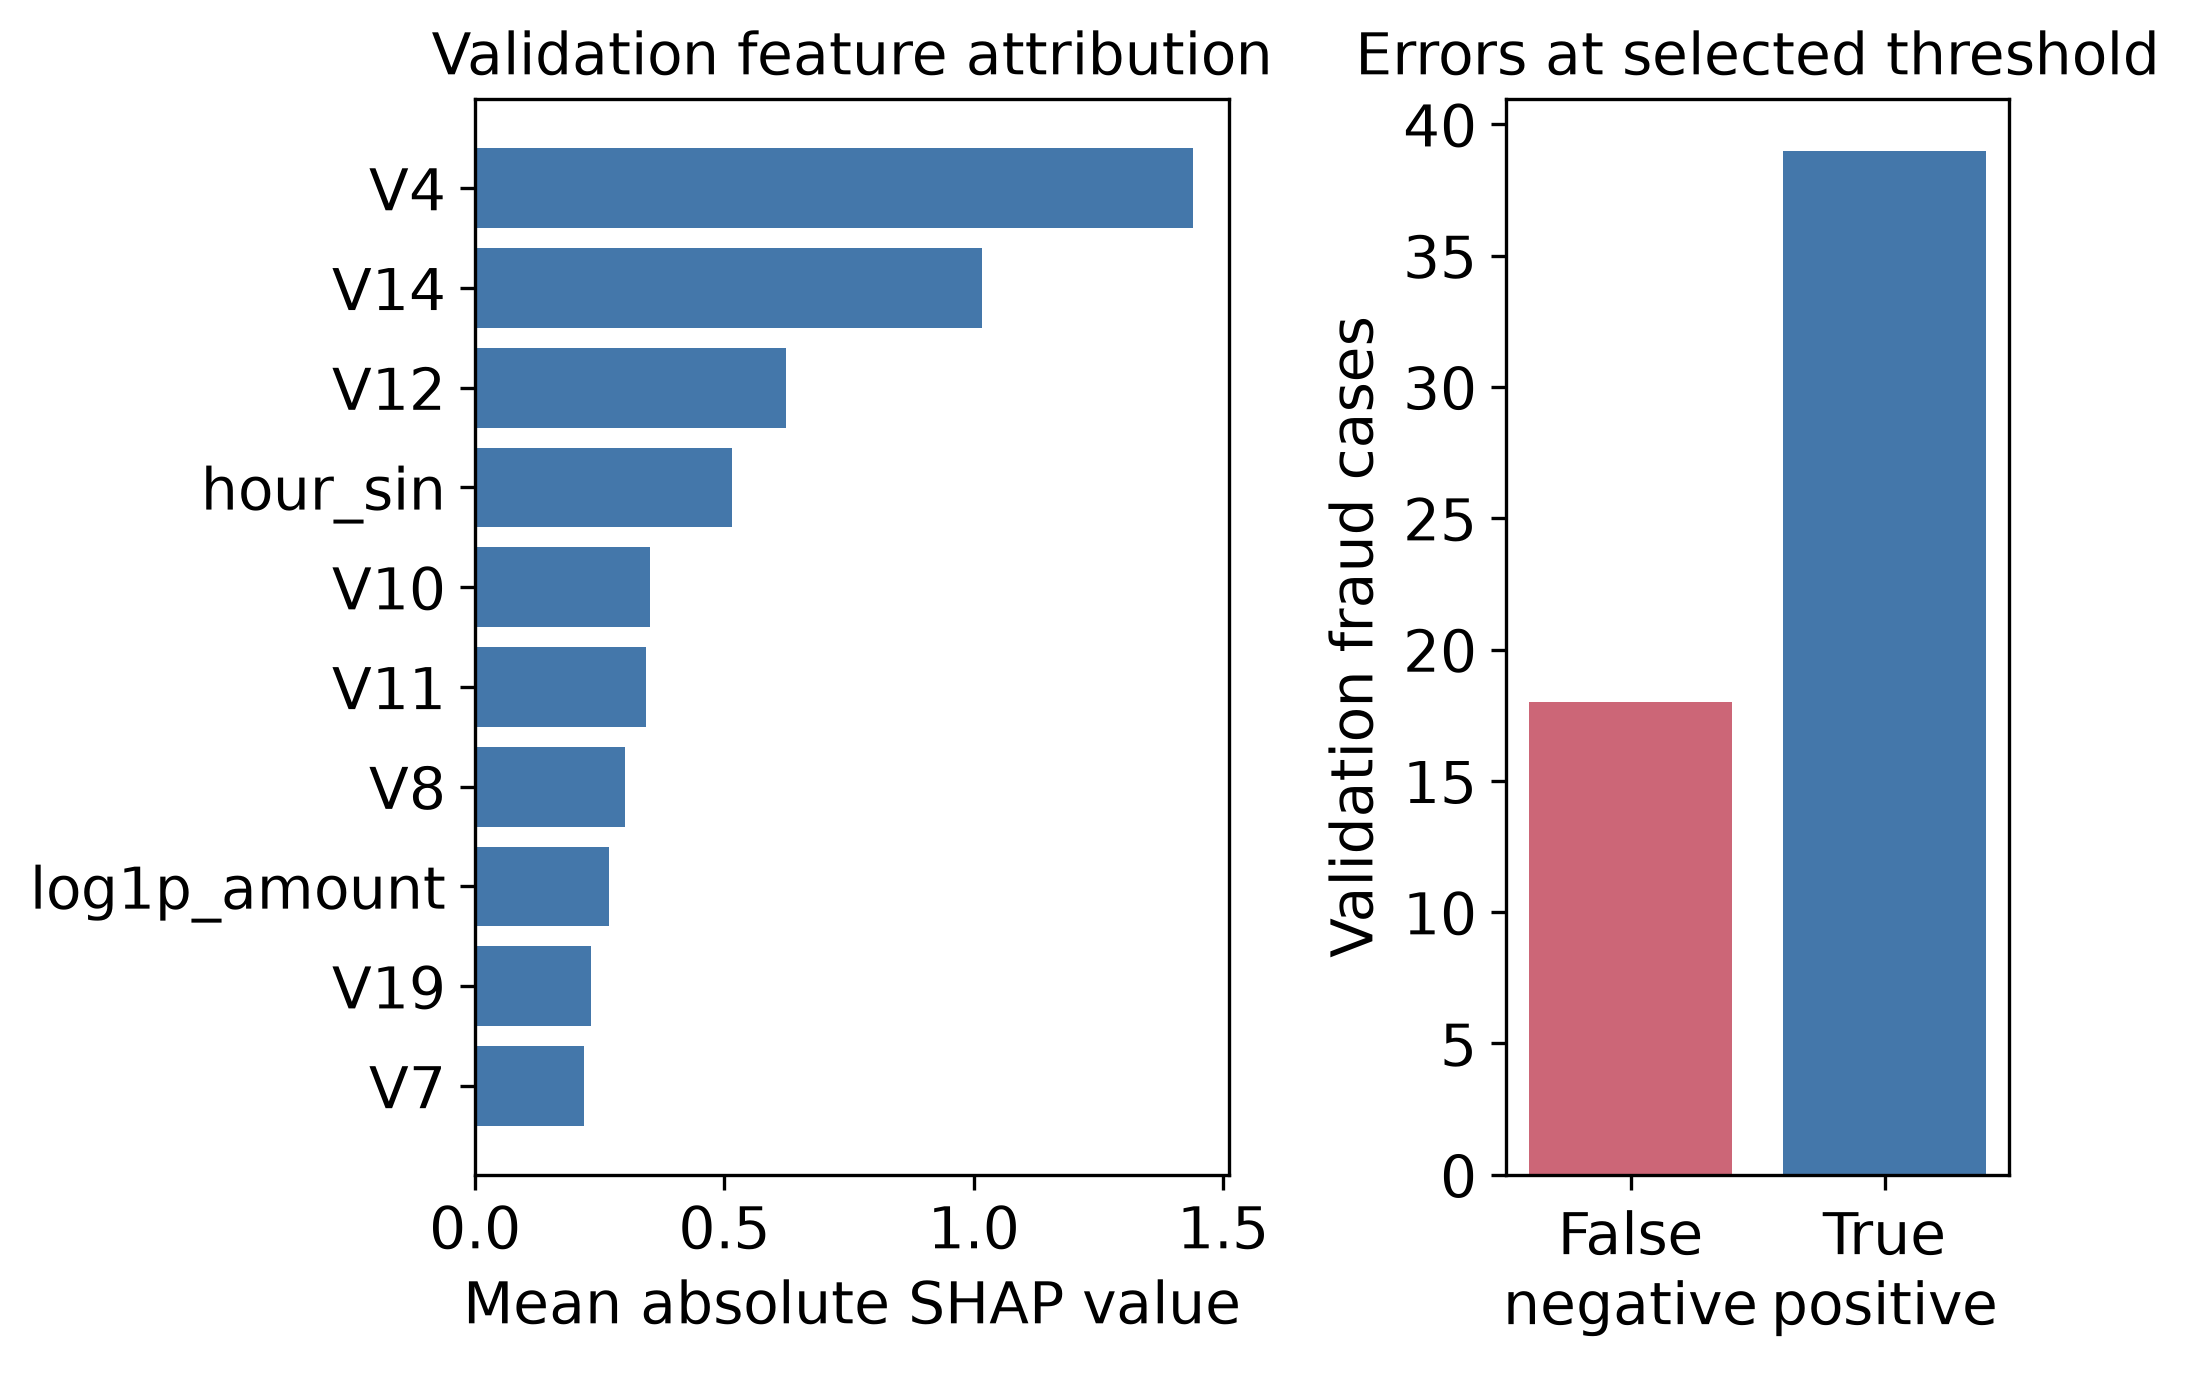 Validation feature attribution
V4
V14
V12
hour_sin
V10
V11
V8
log1p_amount
V19
V7
0.0 0.5 1.0 1.5
Mean absolute SHAP value
Errors at selected threshold
Validation fraud cases
40
35
30
25
20
15
10
5
0
False negative
True positive